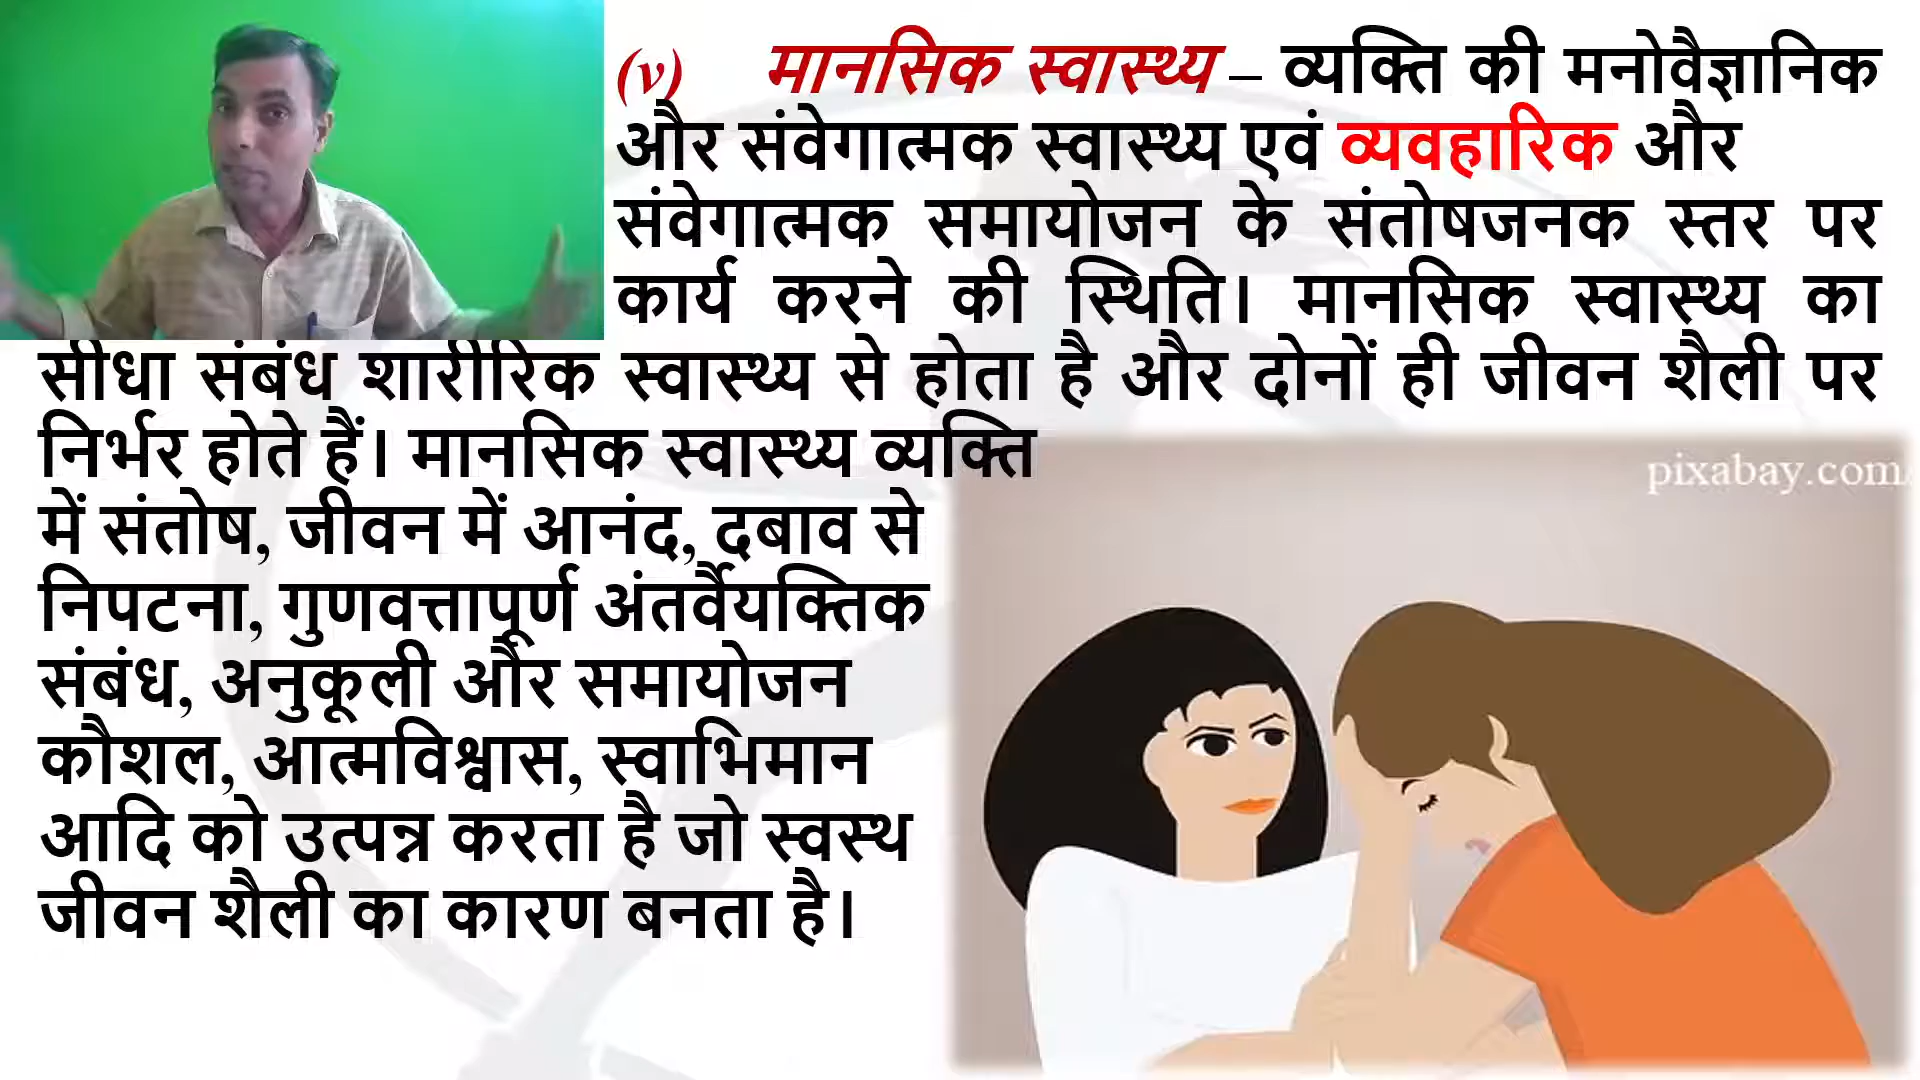 (v) मानसिक स्वास्थ्य – व्यक्ति की मनोवैज्ञानिक
और संवेगात्मक स्वास्थ्य एवं व्यवहारिक और
संवेगात्मक समायोजन के संतोषजनक स्तर पर
कार्य करने की स्थिति। मानसिक स्वास्थ्य का
सीधा संबंध शारीरिक स्वास्थ्य से होता है और दोनों ही जीवन शैली पर
निर्भर होते हैं। मानसिक स्वास्थ्य व्यक्ति
में संतोष, जीवन में आनंद, दबाव से
निपटना, गुणवत्तापूर्ण अंतर्वैयक्तिक
संबंध, अनुकूली और समायोजन
कौशल, आत्मविश्वास, स्वाभिमान
आदि को उत्पन्न करता है जो स्वस्थ
जीवन शैली का कारण बनता है।
pixabay.com/